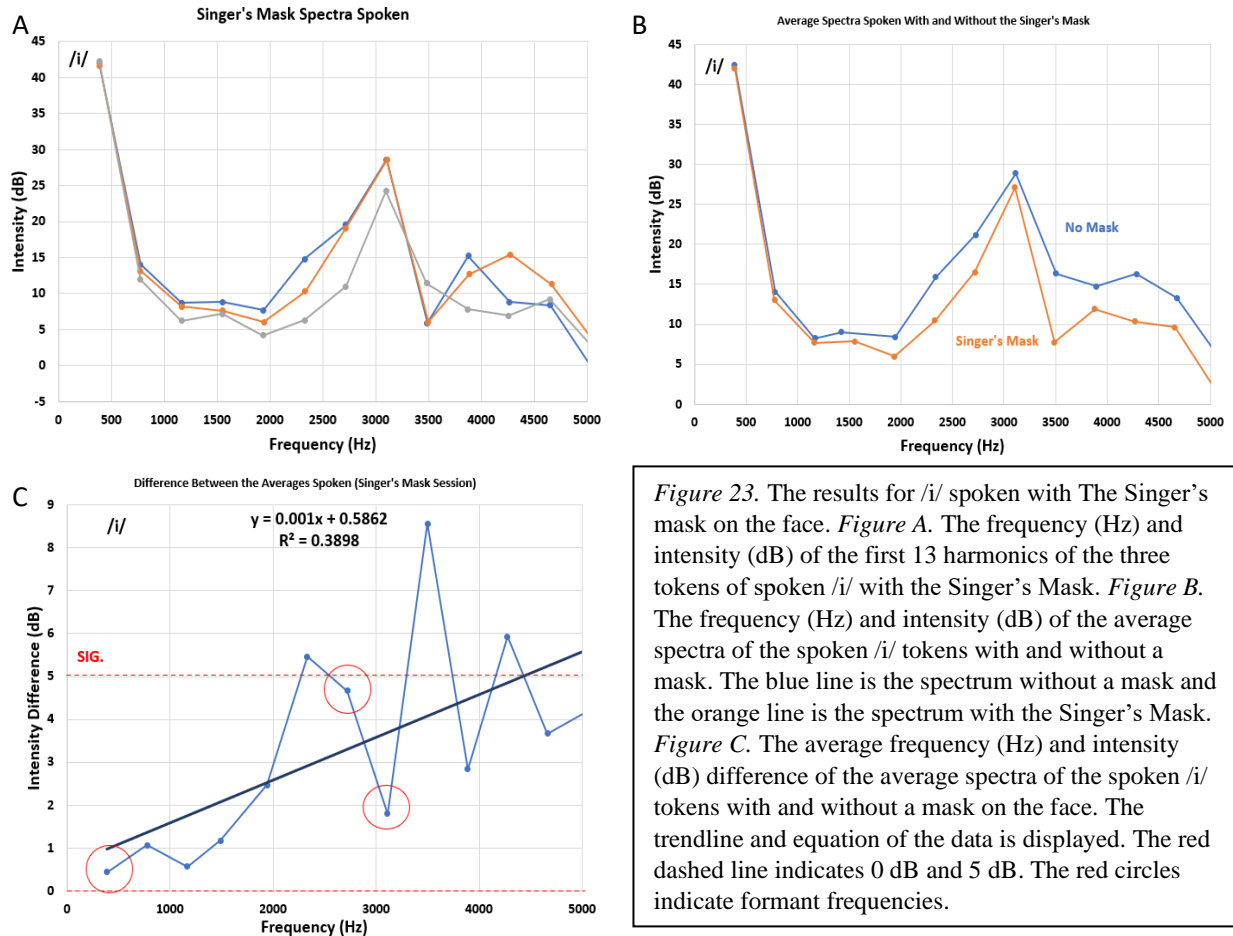 A
Singer's Mask Spectra Spoken
/i/
45
40
35
30
25
20
15
10
5
0
-5
Intensity (dB)
0 500 1000 1500 2000 2500 3000 3500 4000 4500 5000
Frequency (Hz)
B
Average Spectra Spoken With and Without the Singer's Mask
/i/
45
40
35
30
25
20
15
10
5
0
Intensity (dB)
No Mask
Singer's Mask
0 500 1000 1500 2000 2500 3000 3500 4000 4500 5000
Frequency (Hz)
C
Difference Between the Averages Spoken (Singer's Mask Session)
/i/
y = 0.001x + 0.5862
R² = 0.3898
9
8
7
6
5
4
3
2
1
0
Intensity Difference (dB)
SIG.
0 1000 2000 3000 4000 5000
Frequency (Hz)
Figure 23. The results for /i/ spoken with The Singer's
mask on the face. Figure A. The frequency (Hz) and
intensity (dB) of the first 13 harmonics of the three
tokens of spoken /i/ with the Singer's Mask. Figure B.
The frequency (Hz) and intensity (dB) of the average
spectra of the spoken /i/ tokens with and without a
mask. The blue line is the spectrum without a mask and
the orange line is the spectrum with the Singer's Mask.
Figure C. The average frequency (Hz) and intensity
(dB) difference of the average spectra of the spoken /i/
tokens with and without a mask on the face. The
trendline and equation of the data is displayed. The red
dashed line indicates 0 dB and 5 dB. The red circles
indicate formant frequencies.